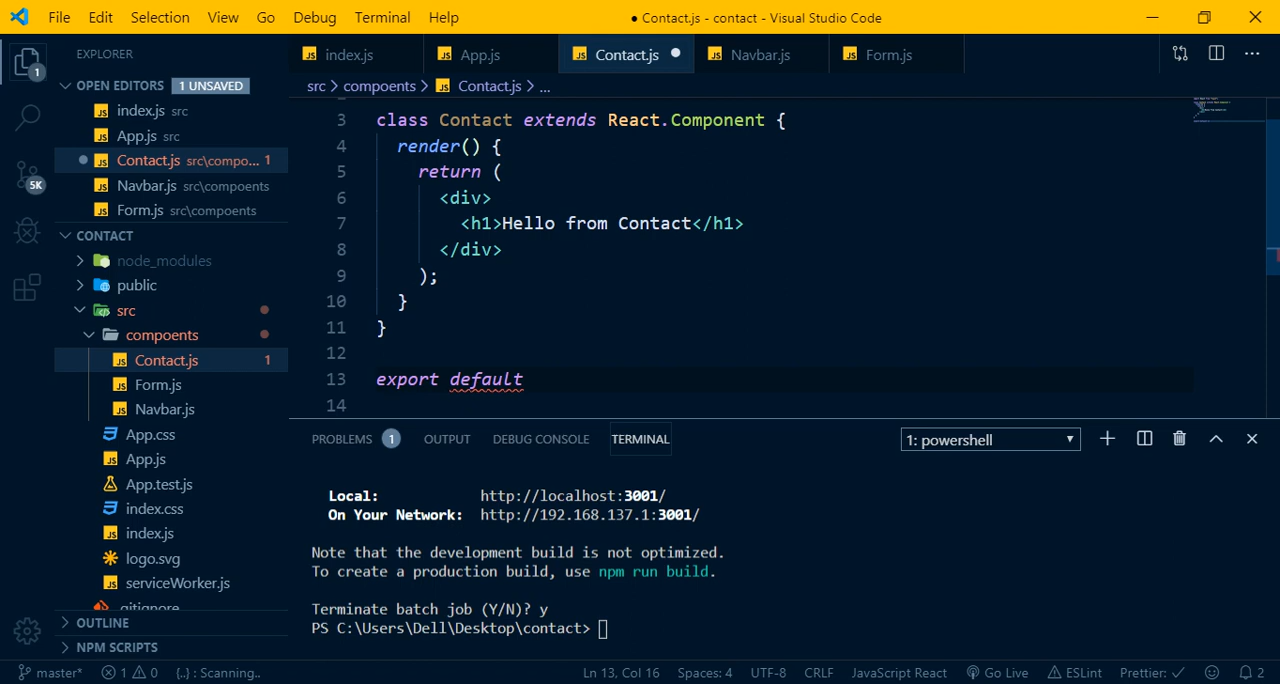 File Edit Selection View Go Debug Terminal Help
● Contact.js - contact - Visual Studio Code
1
EXPLORER
OPEN EDITORS 1 UNSAVED
index.js src
App.js src
Contact.js src\compo... 1
Navbar.js src\compoents
Form.js src\compoents
5K
CONTACT
node_modules
public
src
compoents
Contact.js 1
Form.js
Navbar.js
App.css
App.js
App.test.js
index.css
index.js
logo.svg
serviceWorker.js
.gitignore
OUTLINE
NPM SCRIPTS
index.js App.js Contact.js Navbar.js Form.js
src > compoents > Contact.js > ...
3 class Contact extends React.Component {
4 render() {
5 return (
6 <div>
7 <h1>Hello from Contact</h1>
8 </div>
9 );
10 }
11 }
12
13 export default
14
PROBLEMS 1 OUTPUT DEBUG CONSOLE TERMINAL 1: powershell
Local: http://localhost:3001/
On Your Network: http://192.168.137.1:3001/
Note that the development build is not optimized.
To create a production build, use npm run build.
Terminate batch job (Y/N)? y
PS C:\Users\Dell\Desktop\contact>
master* 1 0 {..} : Scanning.. Ln 13, Col 16 Spaces: 4 UTF-8 CRLF JavaScript React Go Live ESLint Prettier: ✓ 2